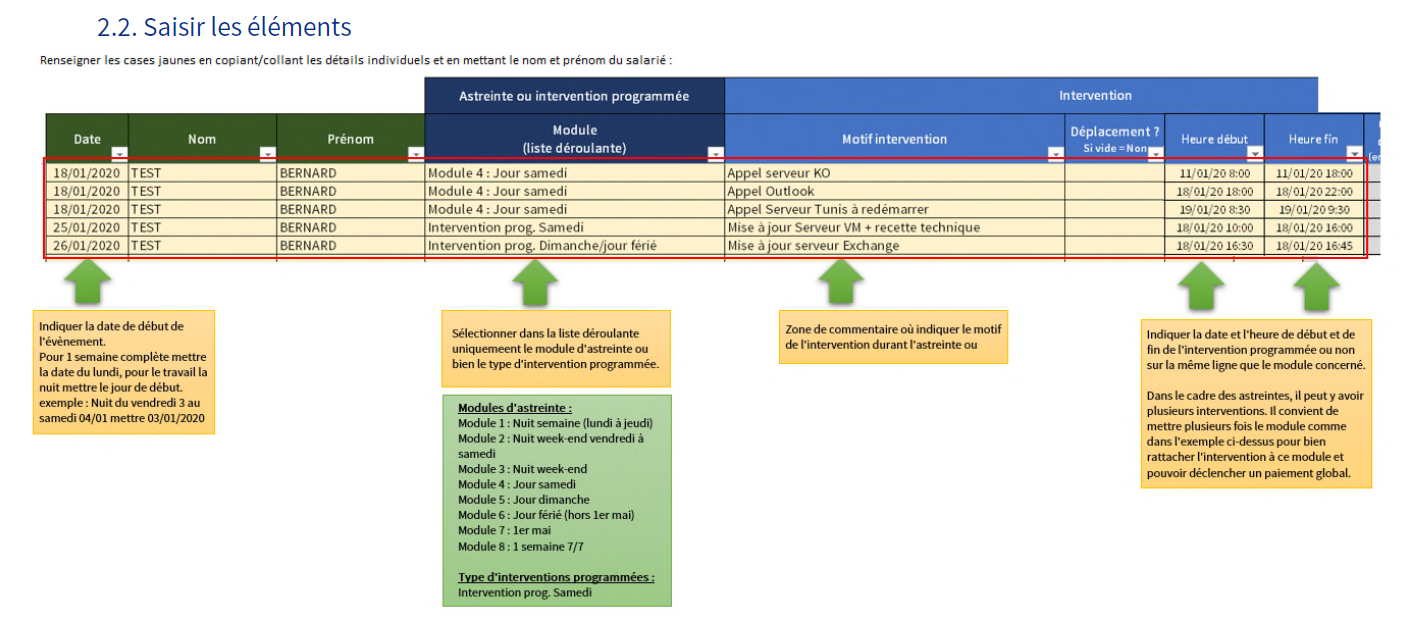 2.2. Saisir les éléments
Renseigner les cases jaunes en copiant/collant les détails individuels et en mettant le nom et prénom du salarié :
Astreinte ou intervention programmée Intervention
Date Nom Prénom Module (liste déroulante) Motif intervention Déplacement ? Si vide = Non Heure début Heure fin
18/01/2020 TEST BERNARD Module 4 : Jour samedi Appel serveur KO 11/01/20 8:00 11/01/20 18:00
18/01/2020 TEST BERNARD Module 4 : Jour samedi Appel Outlook 18/01/20 18:00 18/01/20 22:00
18/01/2020 TEST BERNARD Module 4 : Jour samedi Appel Serveur Tunis à redémarrer 19/01/20 8:30 19/01/20 9:30
25/01/2020 TEST BERNARD Intervention prog. Samedi Mise à jour Serveur VM + recette technique 18/01/20 10:00 18/01/20 16:00
26/01/2020 TEST BERNARD Intervention prog. Dimanche/jour férié Mise à jour serveur Exchange 18/01/20 16:30 18/01/20 16:45
Indiquer la date de début de
l'évènement.
Pour 1 semaine complète mettre
la date du lundi, pour le travail la
nuit mettre le jour de début.
exemple : Nuit du vendredi 3 au
samedi 04/01 mettre 03/01/2020
Sélectionner dans la liste déroulante
uniquemeent le module d'astreinte ou
bien le type d'intervention programmée.
Modules d'astreinte :
Module 1 : Nuit semaine (lundi à jeudi)
Module 2 : Nuit week-end vendredi à
samedi
Module 3 : Nuit week-end
Module 4 : Jour samedi
Module 5 : Jour dimanche
Module 6 : Jour férié (hors 1er mai)
Module 7 : 1er mai
Module 8 : 1 semaine 7/7
Type d'interventions programmées :
Intervention prog. Samedi
Zone de commentaire où indiquer le motif
de l'intervention durant l'astreinte ou
Indiquer la date et l'heure de début et de
fin de l'intervention programmée ou non
sur la même ligne que le module concerné.
Dans le cadre des astreintes, il peut y avoir
plusieurs interventions. Il convient de
mettre plusieurs fois le module comme
dans l'exemple ci-dessus pour bien
rattacher l'intervention à ce module et
pouvoir déclencher un paiement global.